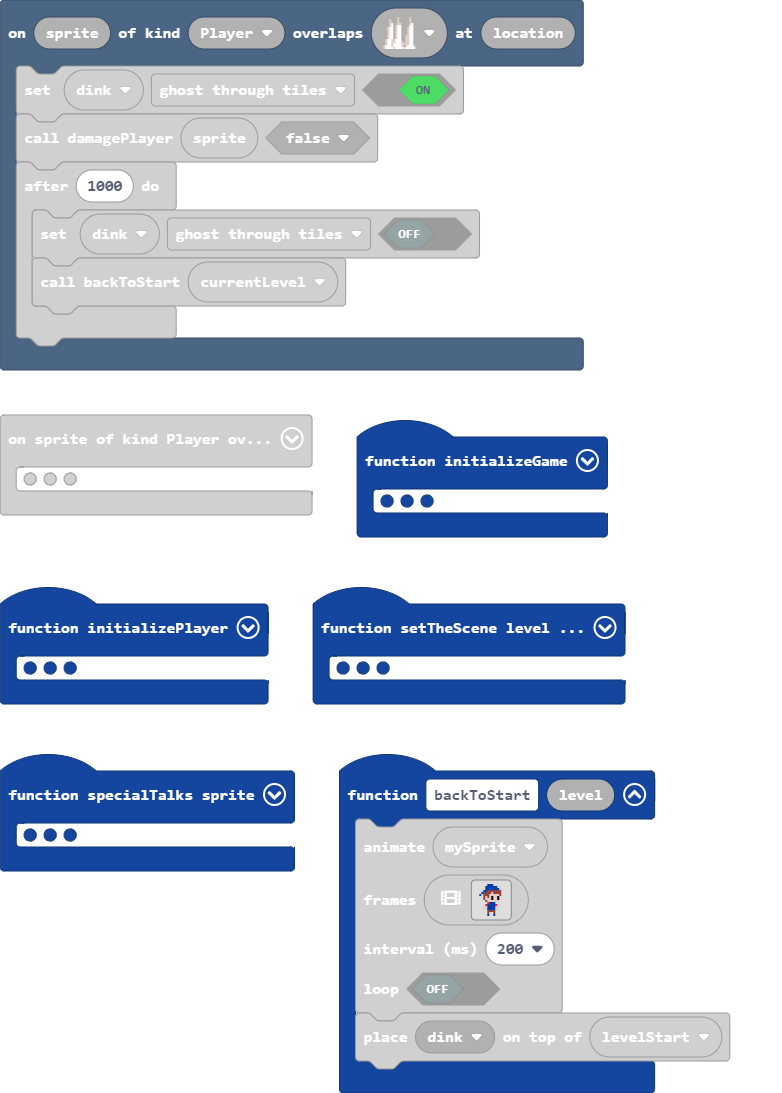 on sprite of kind Player overlaps at location
set dink ghost through tiles ON
call damagePlayer sprite false
after 1000 do
set dink ghost through tiles OFF
call backToStart currentLevel
on sprite of kind Player ov...
function initializeGame
function initializePlayer
function setTheScene level ...
function specialTalks sprite
function backToStart level
animate mySprite
frames
interval (ms) 200
loop OFF
place dink on top of levelStart